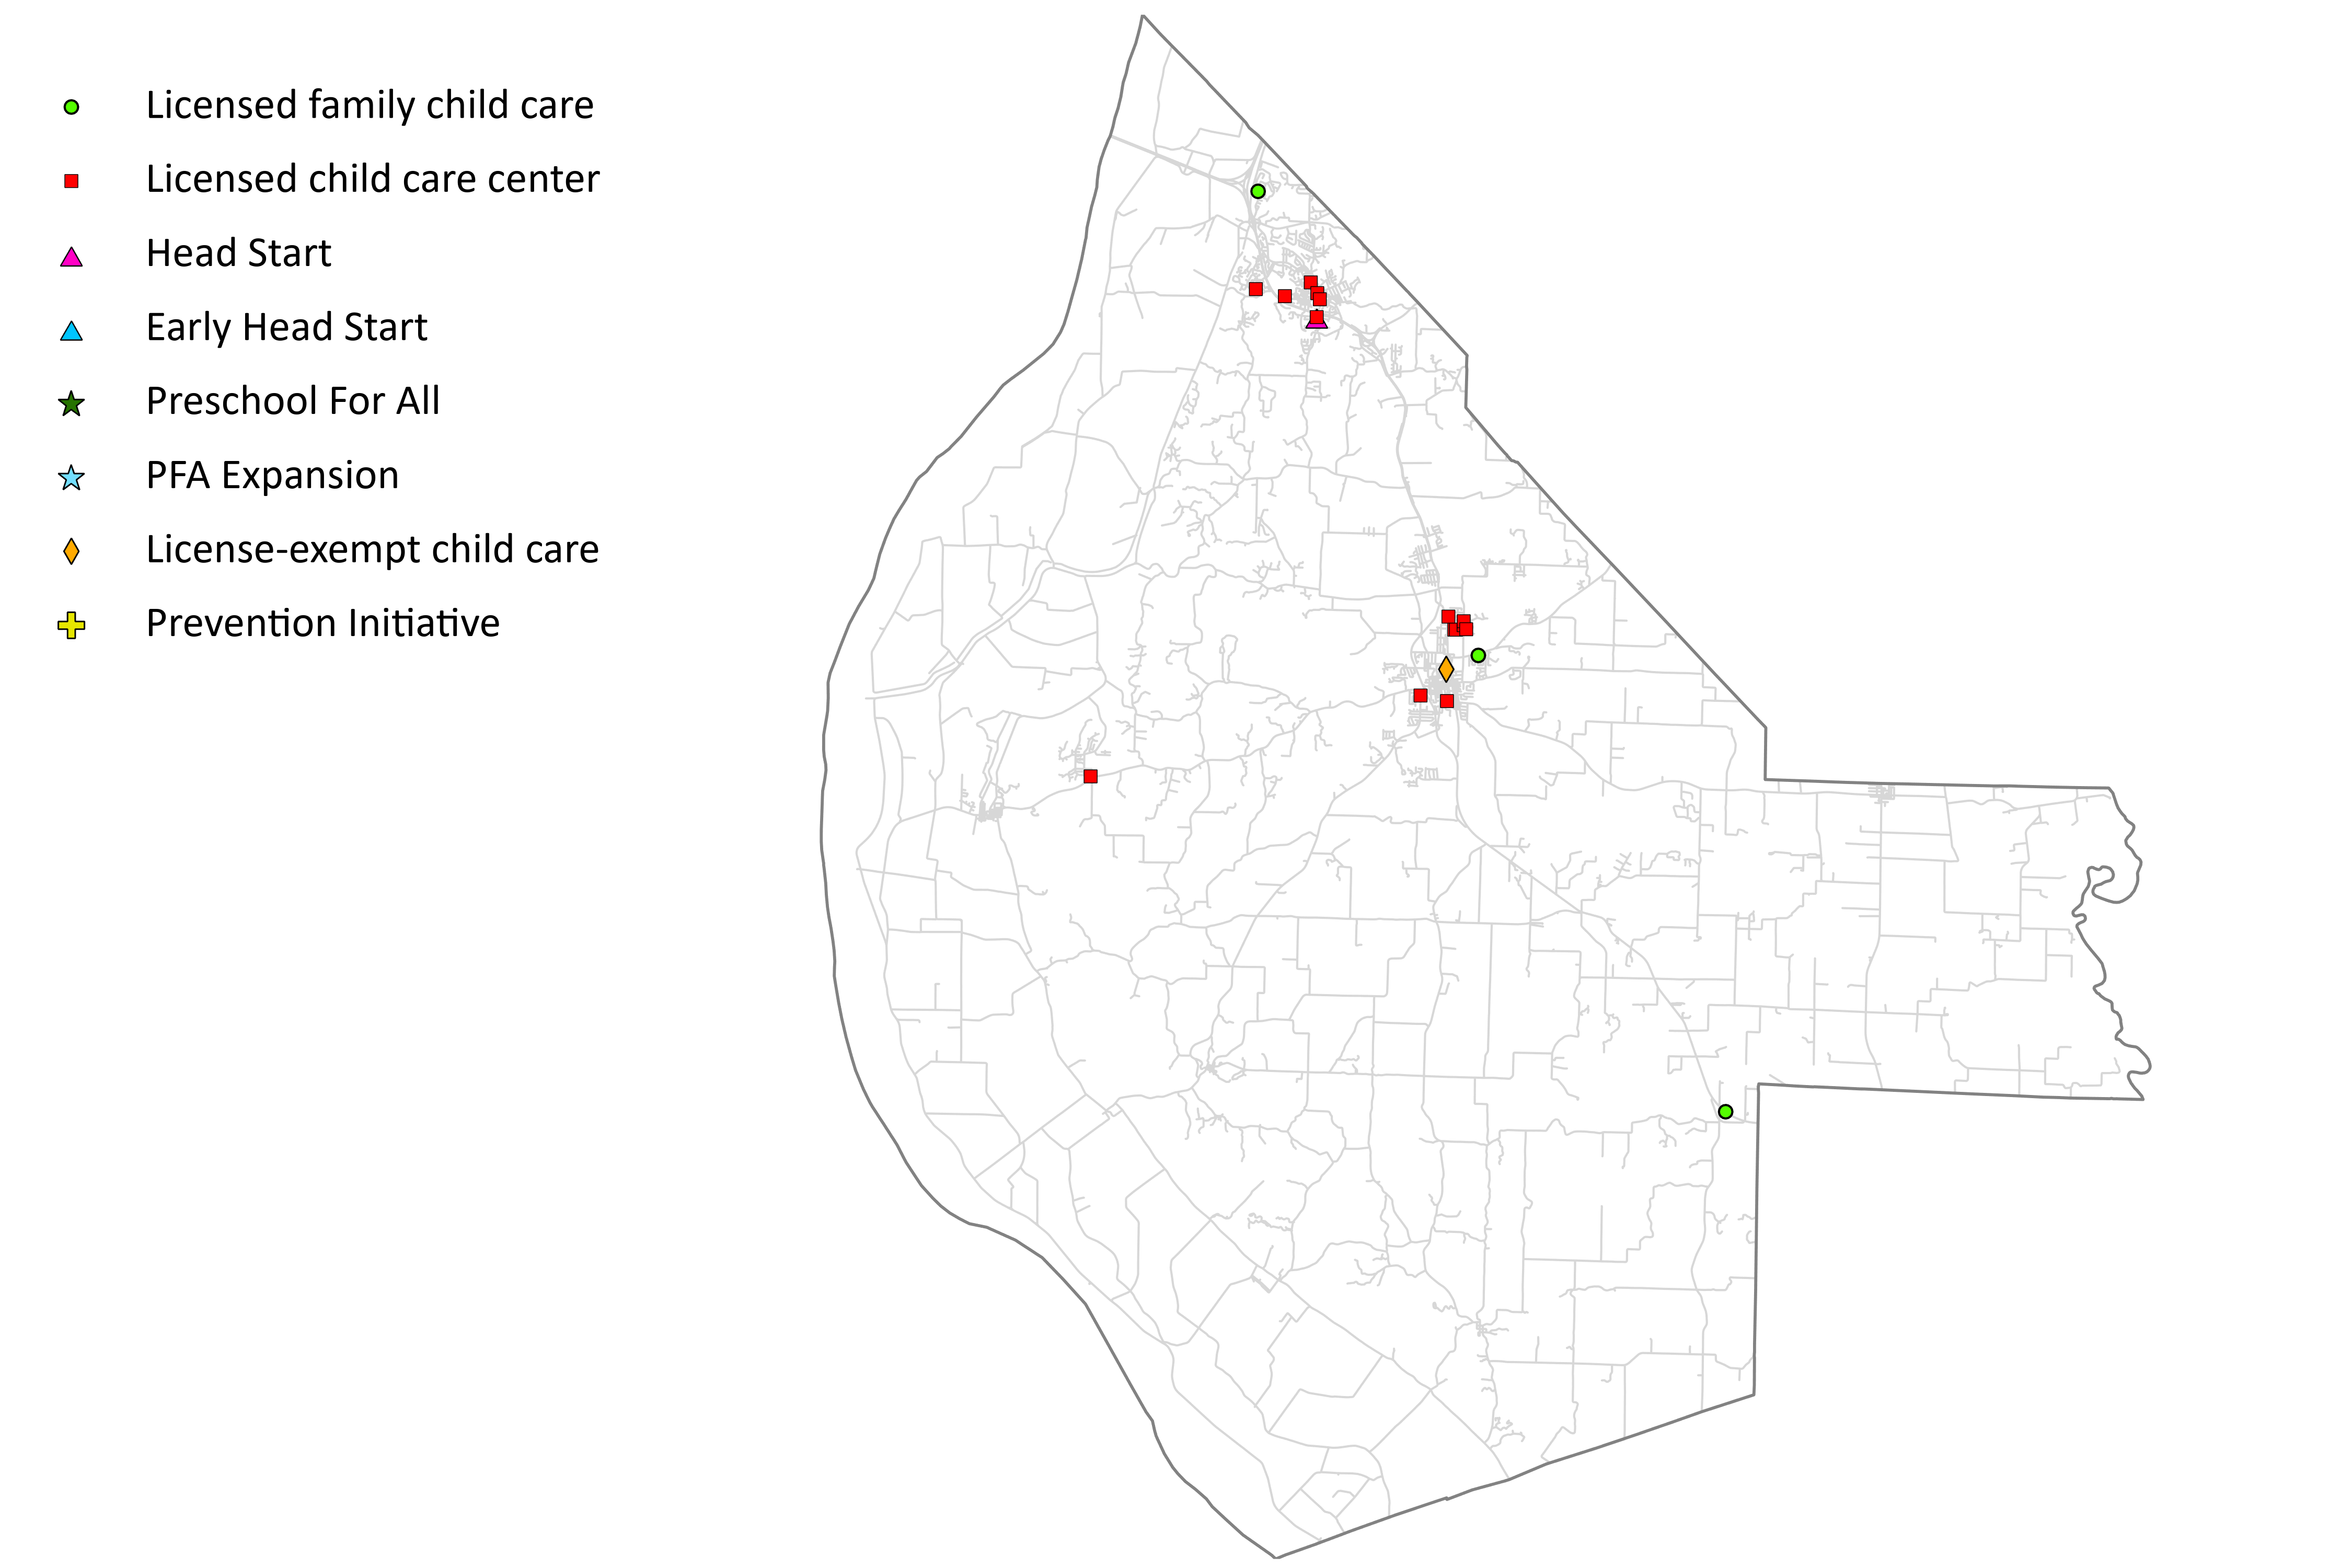 Licensed family child care
Licensed child care center
Head Start
Early Head Start
Preschool For All
PFA Expansion
License-exempt child care
Prevention Initiative